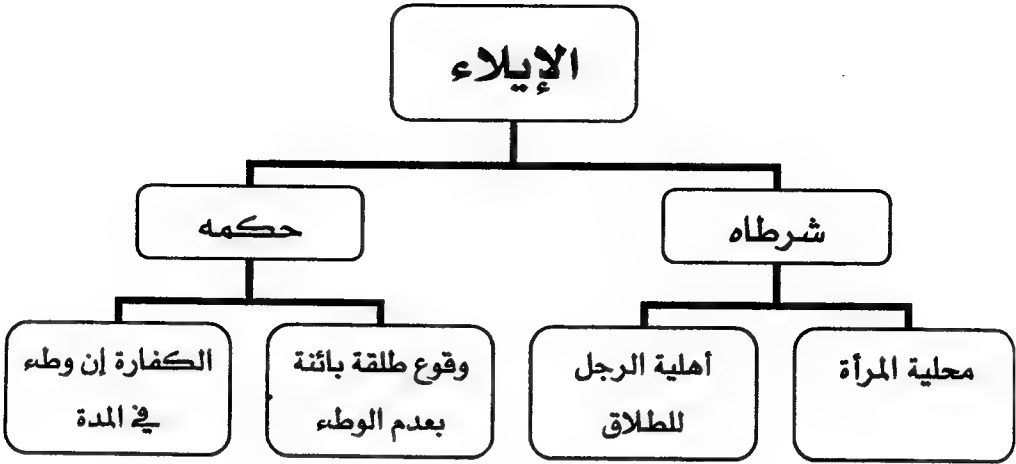 الإيلاء
شرطاه
حكمه
محلية المرأة
أهلية الرجل
للطلاق
وقوع طلقة بائنة
بعدم الوطء
الكفارة إن وطء
في المدة